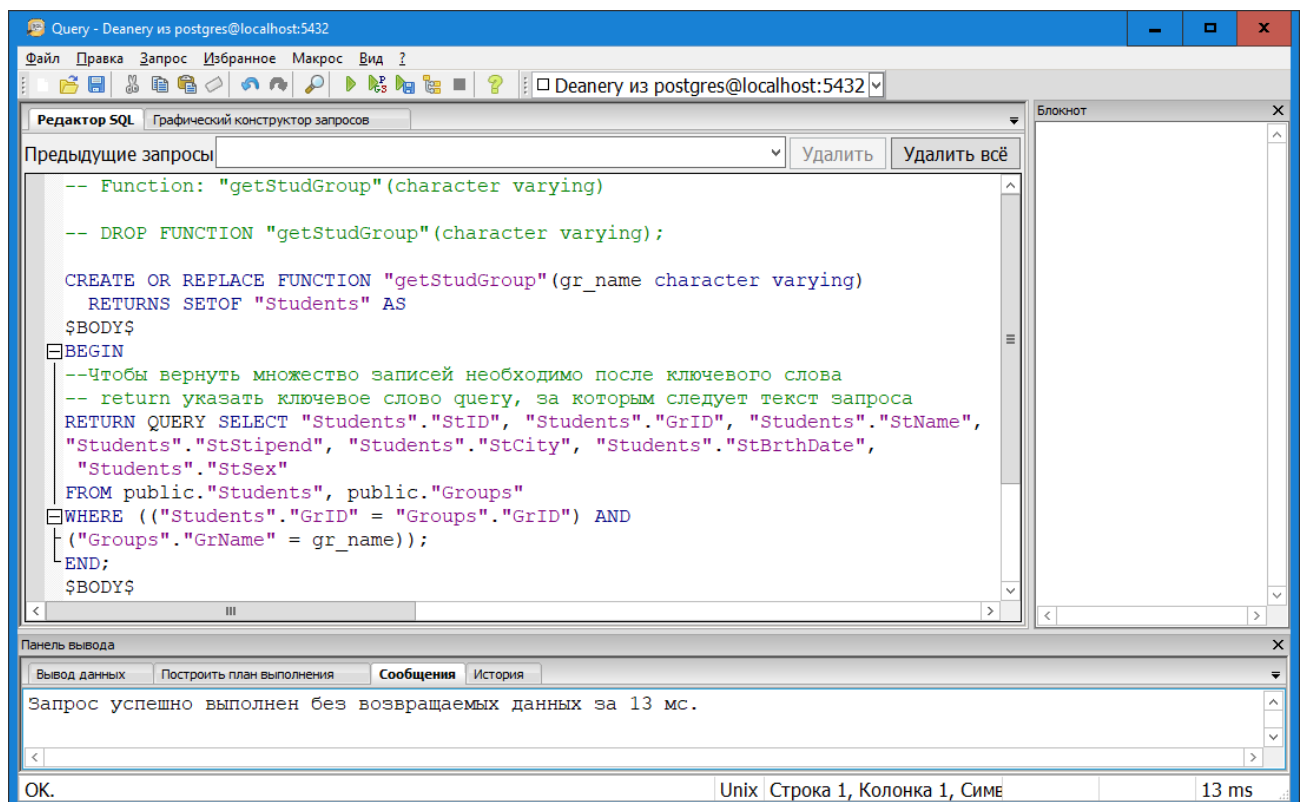 Query - Deanery из postgres@localhost:5432
Файл Правка Запрос Избранное Макрос Вид ?
Deanery из postgres@localhost:5432
Редактор SQL Графический конструктор запросов
Блокнот
Предыдущие запросы Удалить Удалить всё
-- Function: "getStudGroup"(character varying)
-- DROP FUNCTION "getStudGroup"(character varying);
CREATE OR REPLACE FUNCTION "getStudGroup"(gr_name character varying)
RETURNS SETOF "Students" AS
$BODY$
BEGIN
--Чтобы вернуть множество записей необходимо после ключевого слова
-- return указать ключевое слово query, за которым следует текст запроса
RETURN QUERY SELECT "Students"."StID", "Students"."GrID", "Students"."StName",
"Students"."StStipend", "Students"."StCity", "Students"."StBrthDate",
"Students"."StSex"
FROM public."Students", public."Groups"
WHERE (("Students"."GrID" = "Groups"."GrID") AND
("Groups"."GrName" = gr_name));
END;
$BODY$
Панель вывода
Вывод данных Построить план выполнения Сообщения История
Запрос успешно выполнен без возвращаемых данных за 13 мс.
OK. Unix Строка 1, Колонка 1, Симв 13 ms